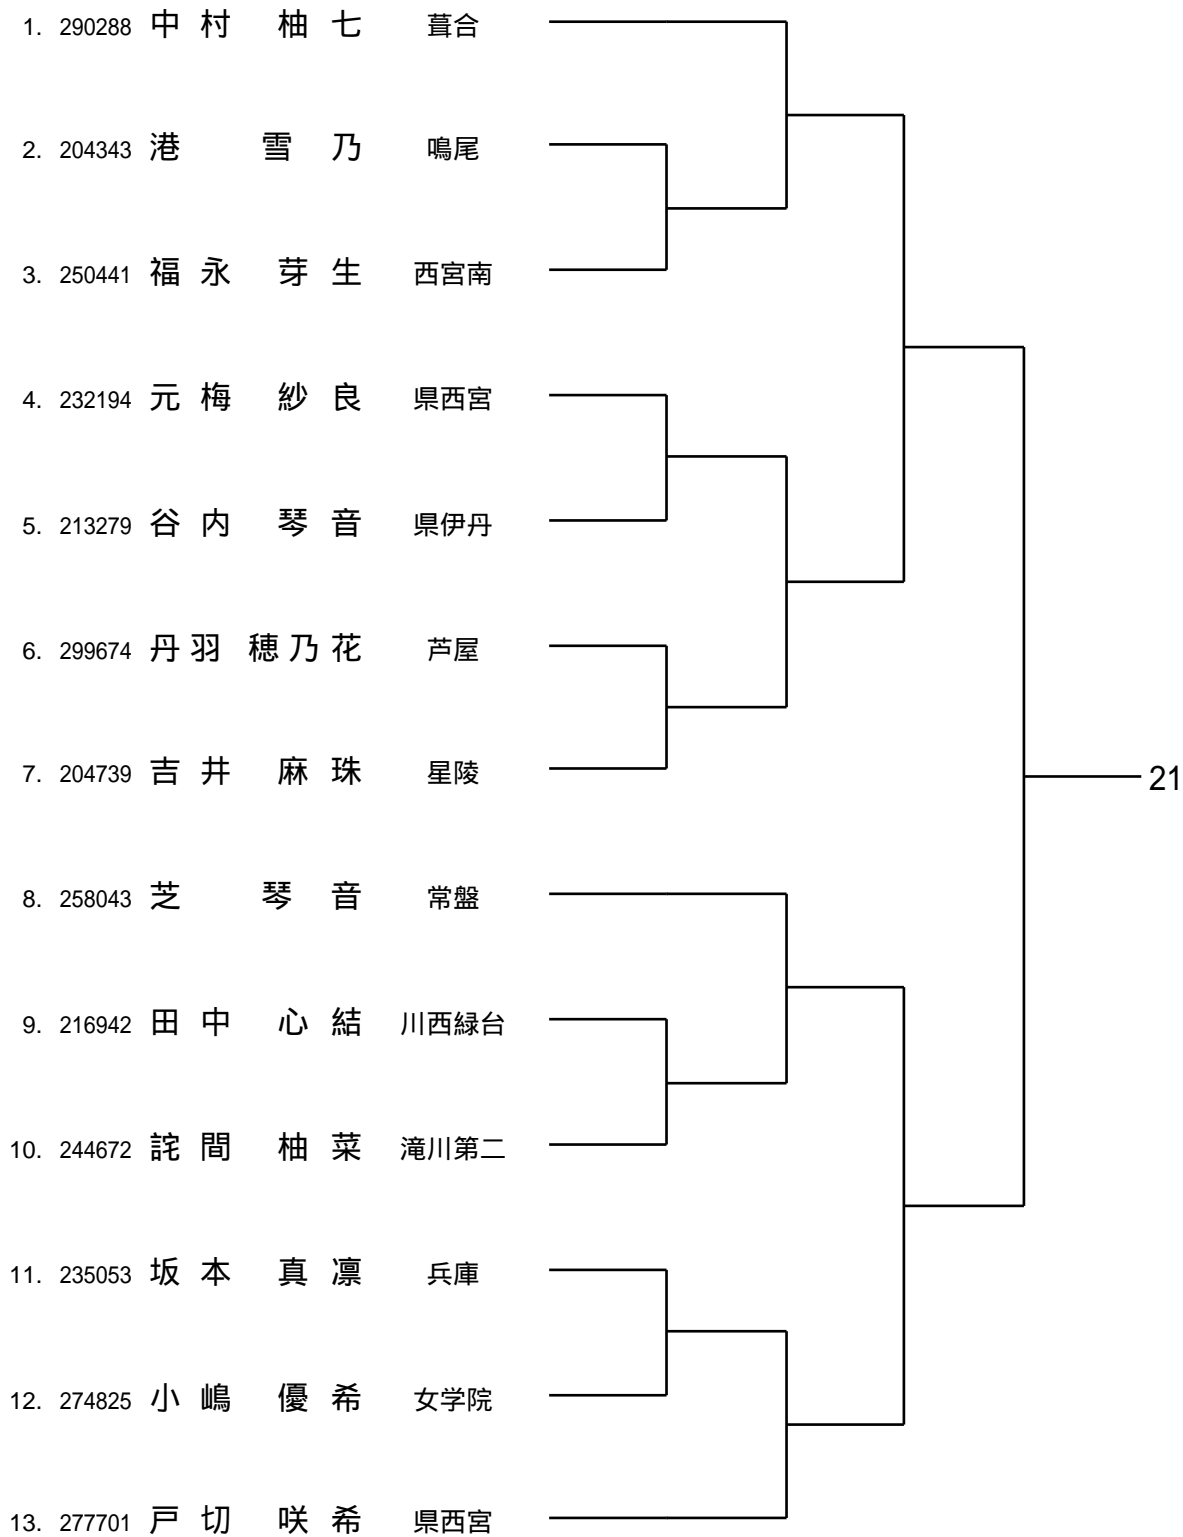 1. 290288 中村 柚七 葺合
2. 204343 港 雪乃 鳴尾
3. 250441 福永 芽生 西宮南
4. 232194 元梅 紗良 県西宮
5. 213279 谷内 琴音 県伊丹
6. 299674 丹羽 穂乃花 芦屋
7. 204739 吉井 麻珠 星陵
21
8. 258043 芝 琴音 常盤
9. 216942 田中 心結 川西緑台
10. 244672 詫間 柚菜 滝川第二
11. 235053 坂本 真凛 兵庫
12. 274825 小嶋 優希 女学院
13. 277701 戸切 咲希 県西宮